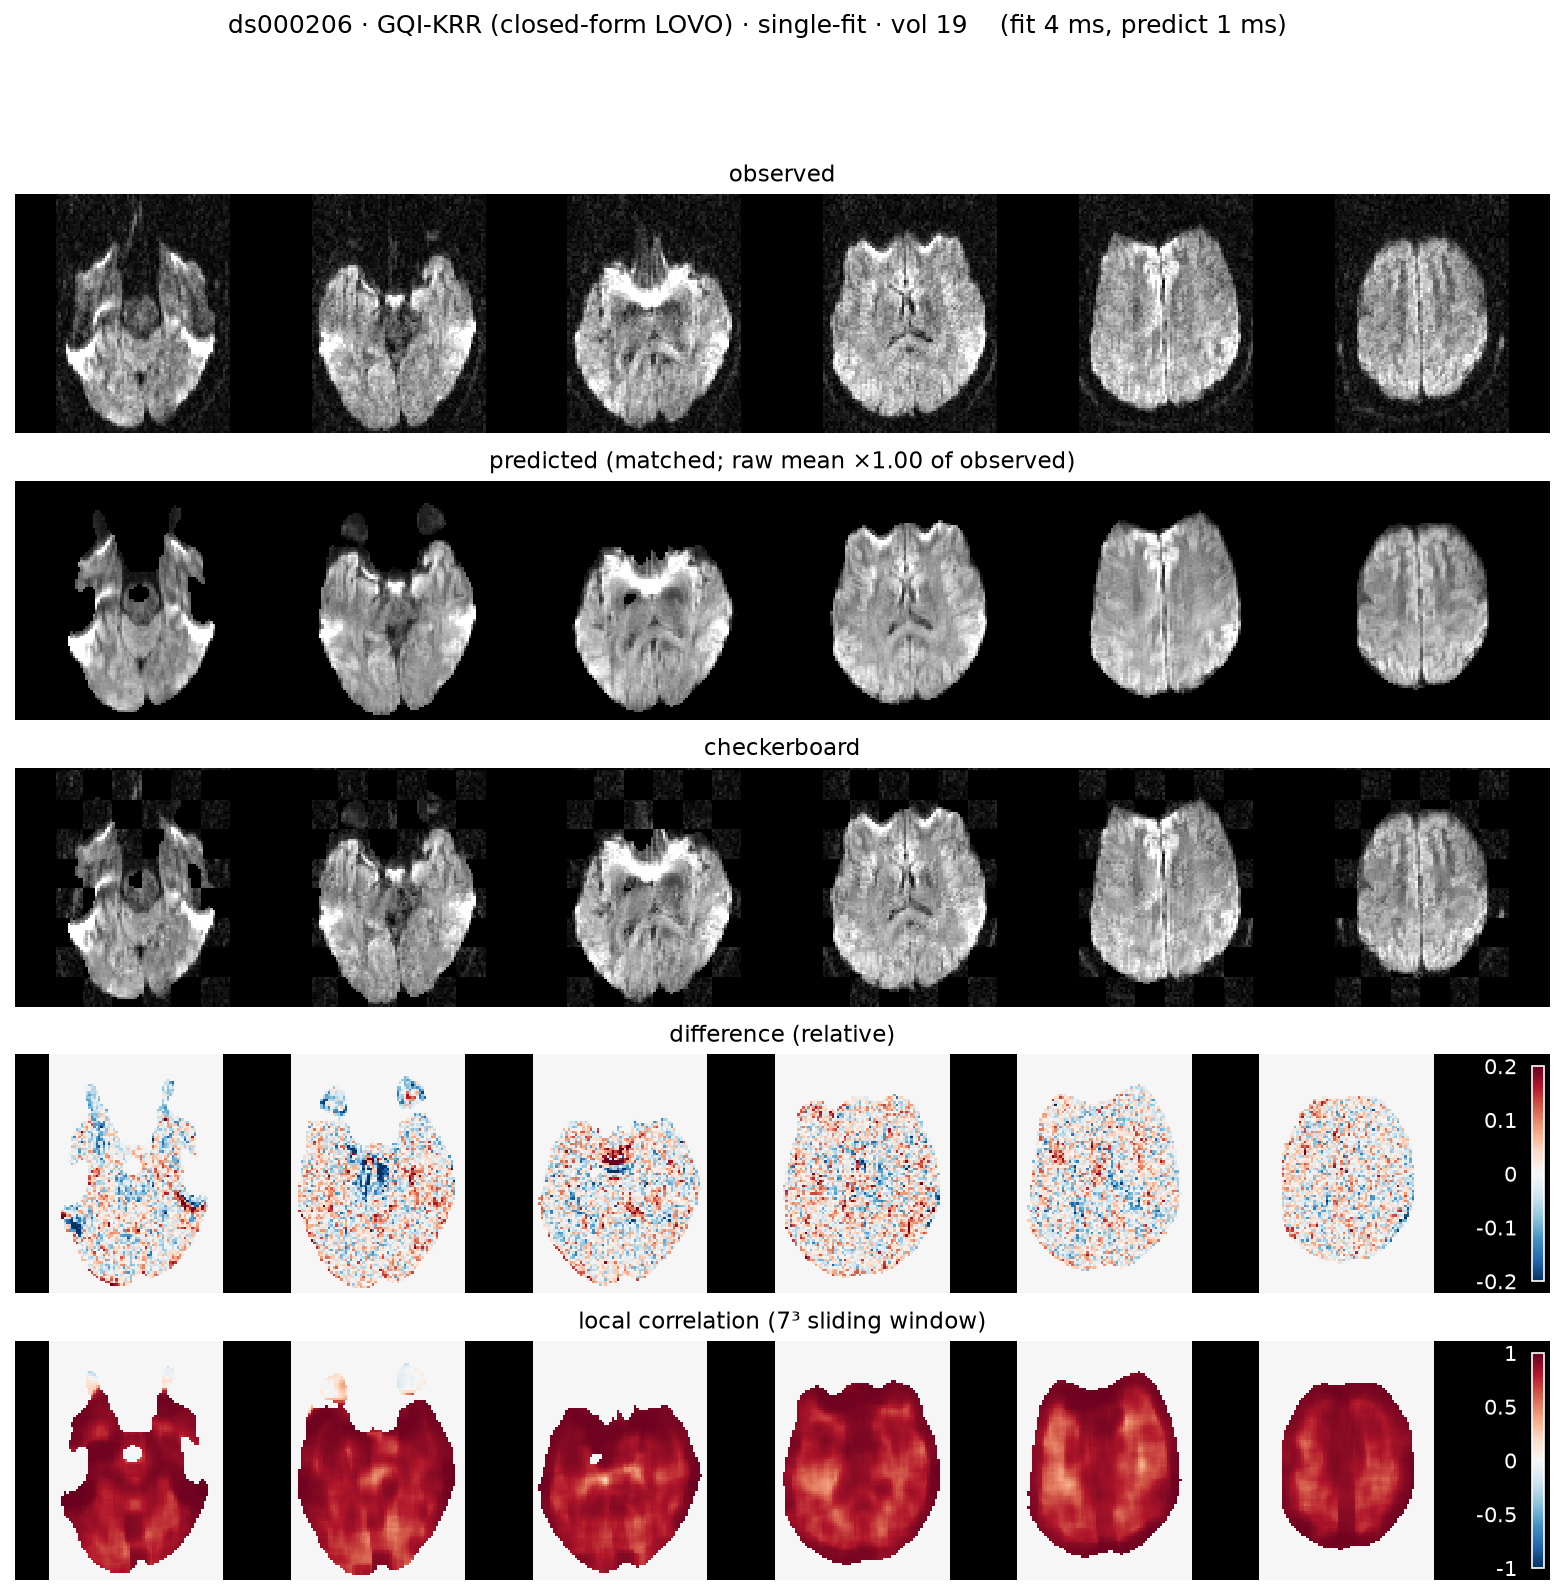 ds000206 · GQI-KRR (closed-form LOVO) · single-fit · vol 19    (fit 4 ms, predict 1 ms)
observed
predicted (matched; raw mean ×1.00 of observed)
checkerboard
difference (relative)
0.2
0.1
0
-0.1
-0.2
local correlation (7³ sliding window)
1
0.5
0
-0.5
-1